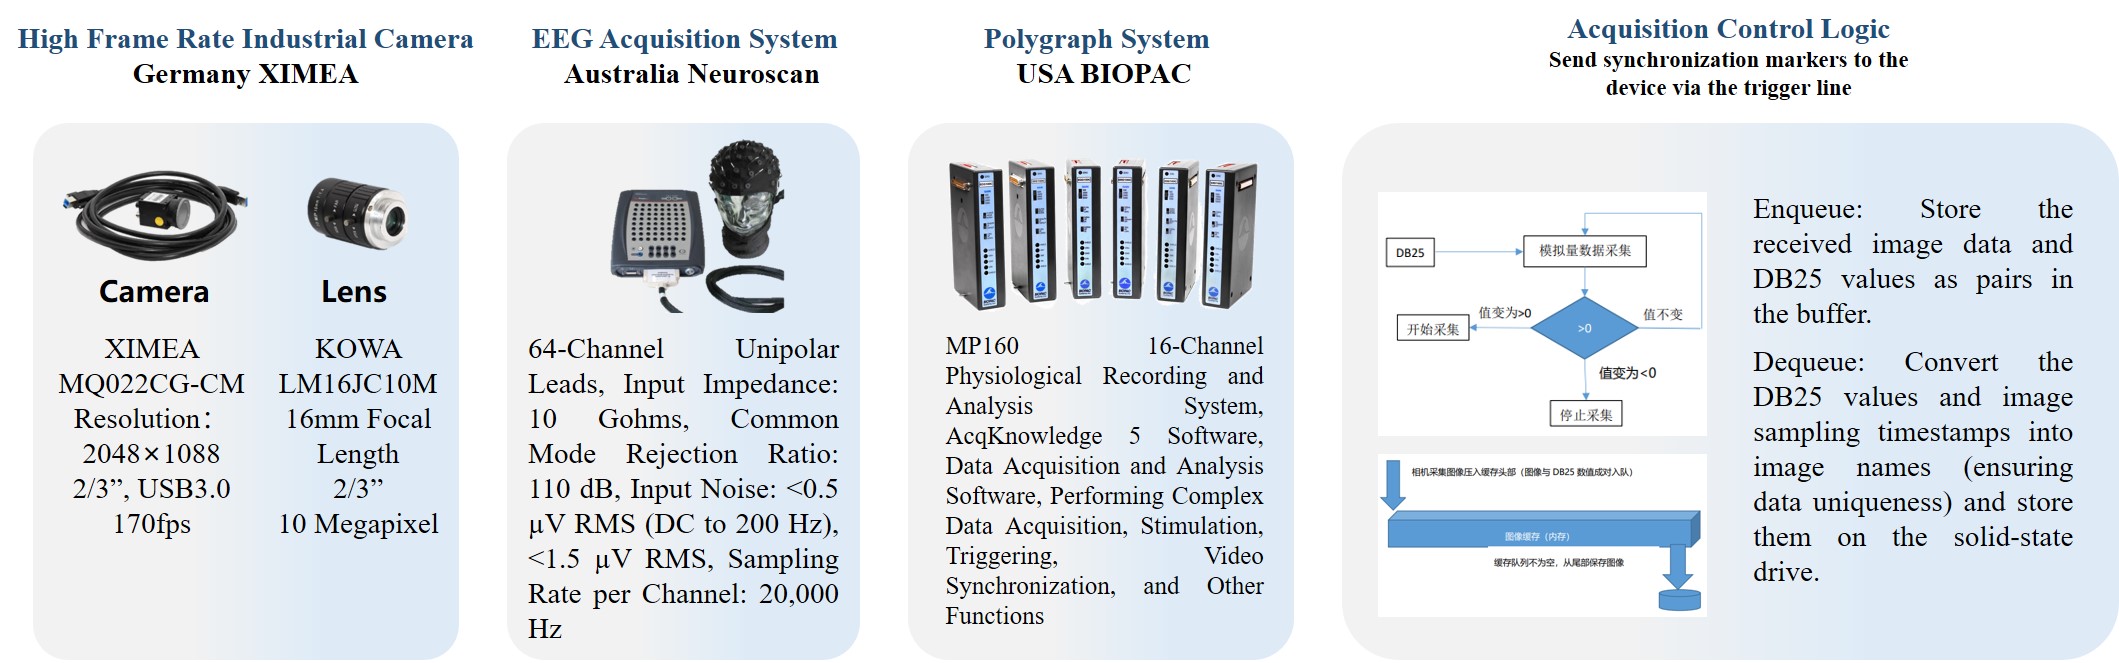 High Frame Rate Industrial Camera
Germany XIMEA
Camera
Lens
XIMEA
MQ022CG-CM
Resolution：
2048×1088
2/3”, USB3.0
170fps
KOWA
LM16JC10M
16mm Focal
Length
2/3”
10 Megapixel
EEG Acquisition System
Australia Neuroscan
64-Channel Unipolar
Leads, Input Impedance:
10 Gohms, Common
Mode Rejection Ratio:
110 dB, Input Noise: <0.5
µV RMS (DC to 200 Hz),
<1.5 µV RMS, Sampling
Rate per Channel: 20,000
Hz
Polygraph System
USA BIOPAC
MP160 16-Channel
Physiological Recording and
Analysis System,
AcqKnowledge 5 Software,
Data Acquisition and Analysis
Software, Performing Complex
Data Acquisition, Stimulation,
Triggering, Video
Synchronization, and Other
Functions
Acquisition Control Logic
Send synchronization markers to the
device via the trigger line
DB25
模拟量数据采集
值变为>0
>0
值不变
开始采集
值变为<0
停止采集
相机采集图像压入缓存头部（图像与 DB25 数值成对入队）
图像缓存（内存）
缓存队列不为空，从尾部保存图像
Enqueue: Store the
received image data and
DB25 values as pairs in
the buffer.
Dequeue: Convert the
DB25 values and image
sampling timestamps into
image names (ensuring
data uniqueness) and store
them on the solid-state
drive.